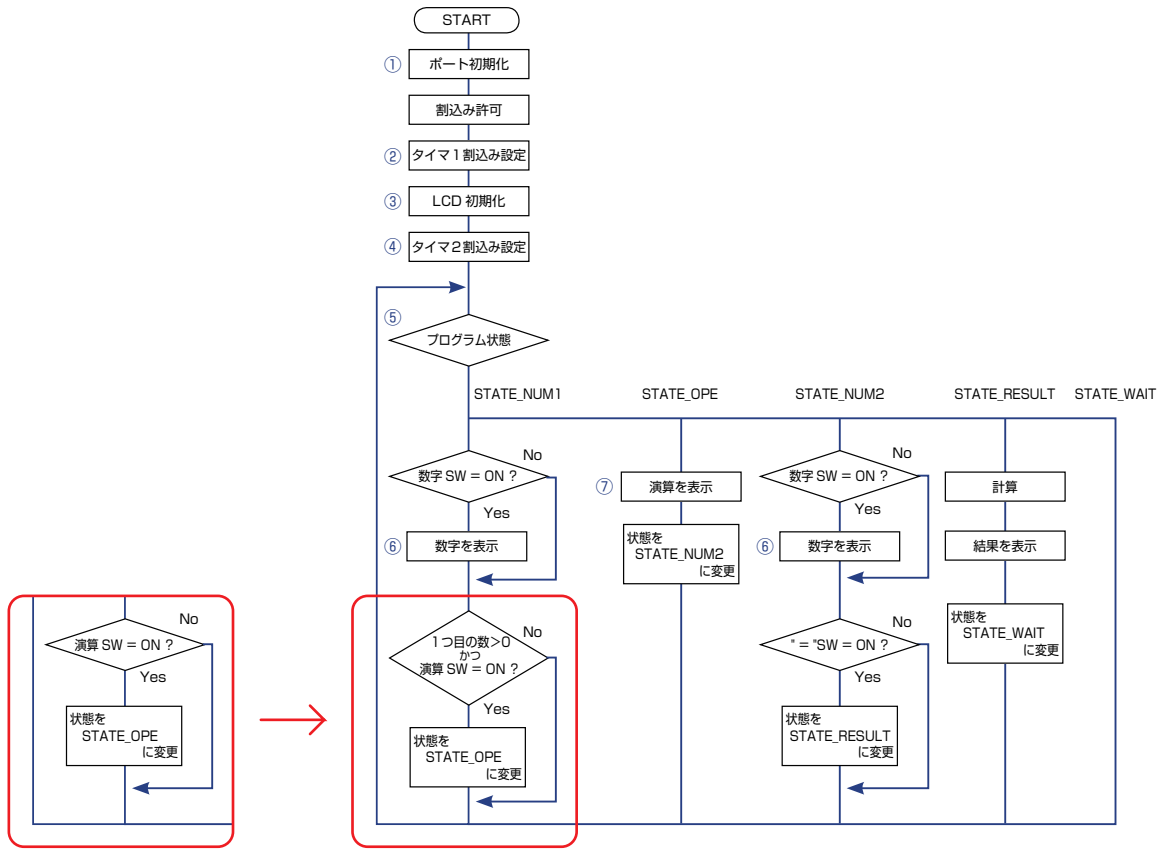 START
① ポート初期化
割込み許可
② タイマ1割込み設定
③ LCD 初期化
④ タイマ2割込み設定
⑤
プログラム状態
STATE_NUM1
STATE_OPE
STATE_NUM2
STATE_RESULT
STATE_WAIT
数字 SW = ON ?
No
Yes
⑥ 数字を表示
1つ目の数>0
かつ
演算 SW = ON ?
No
Yes
状態を
STATE_OPE
に変更
⑦ 演算を表示
状態を
STATE_NUM2
に変更
数字 SW = ON ?
No
Yes
⑥ 数字を表示
" = "SW = ON ?
No
Yes
状態を
STATE_RESULT
に変更
計算
結果を表示
状態を
STATE_WAIT
に変更
演算 SW = ON ?
No
Yes
状態を
STATE_OPE
に変更